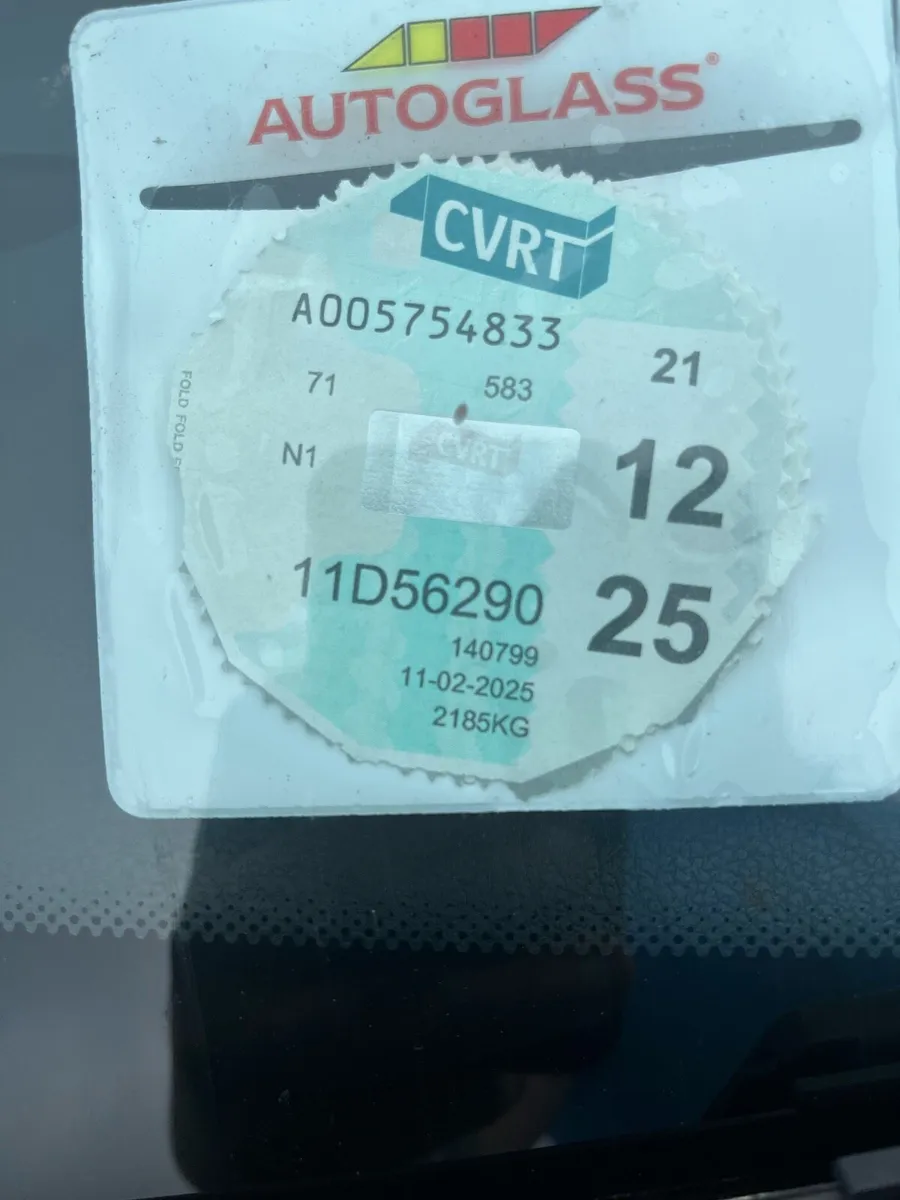 AUTOGLASS®
CVRT
A005754833
21
71 583
FOLD FOLD
N1
CVRT
12
11D56290
25
140799
11-02-2025
2185KG